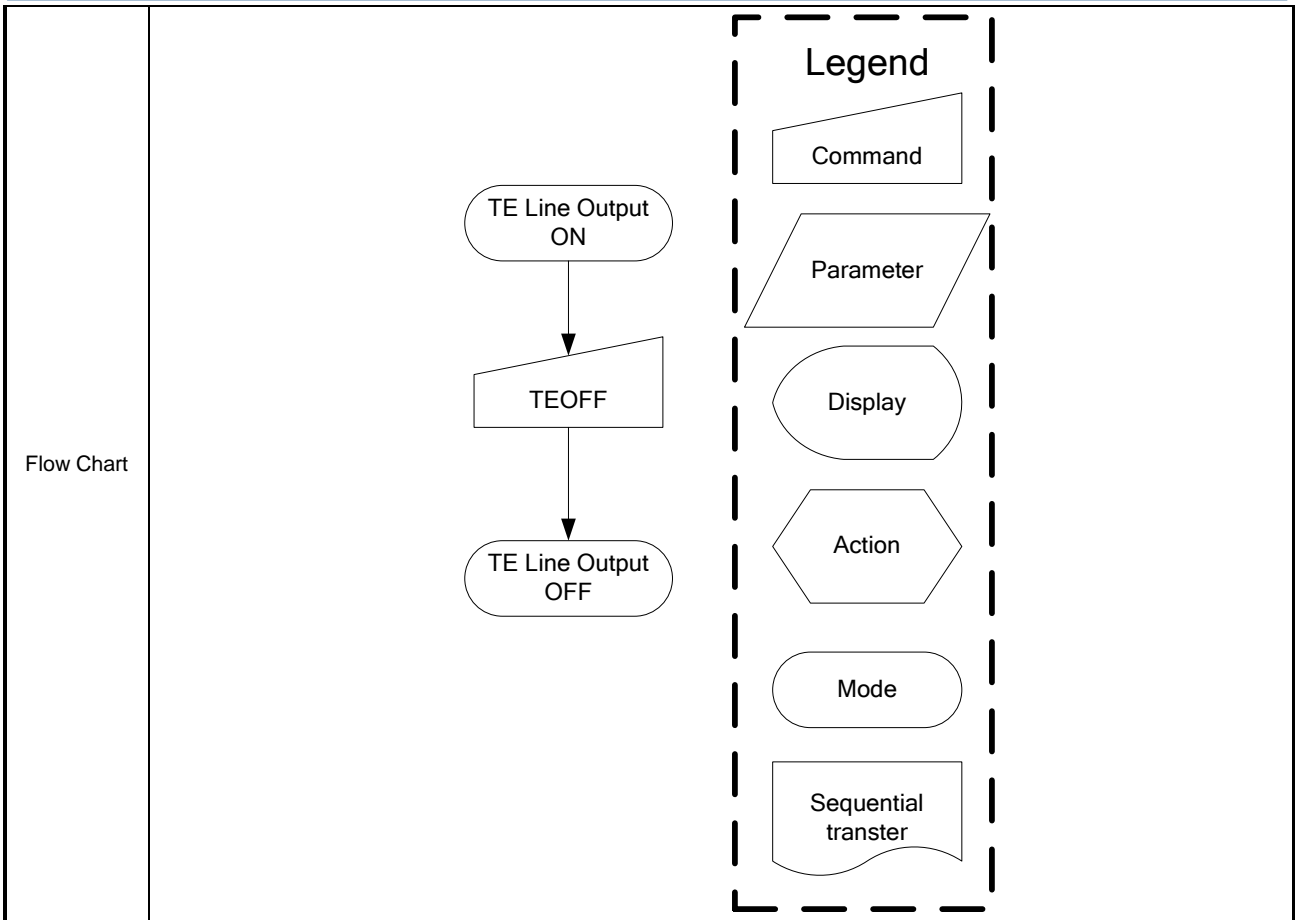 Flow Chart
TE Line Output
ON
TEOFF
TE Line Output
OFF
Legend
Command
Parameter
Display
Action
Mode
Sequential
transter